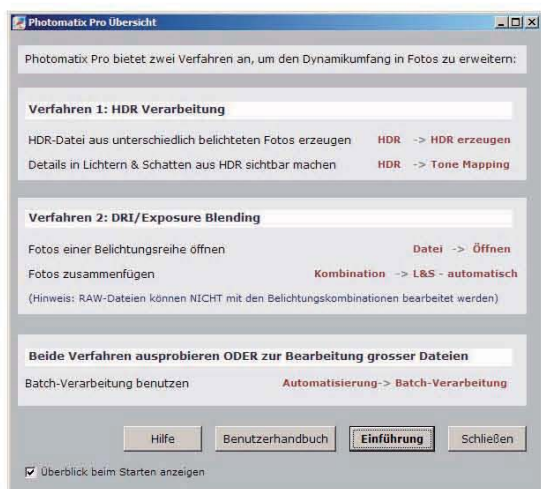 Photomatix Pro Übersicht
Photomatix Pro bietet zwei Verfahren an, um den Dynamikumfang in Fotos zu erweitern:
Verfahren 1: HDR Verarbeitung
HDR-Datei aus unterschiedlich belichteten Fotos erzeugen HDR -> HDR erzeugen
Details in Lichtern & Schatten aus HDR sichtbar machen HDR -> Tone Mapping
Verfahren 2: DRI/Exposure Blending
Fotos einer Belichtungsreihe öffnen Datei -> Öffnen
Fotos zusammenfügen Kombination -> L&S - automatisch
(Hinweis: RAW-Dateien können NICHT mit den Belichtungskombinationen bearbeitet werden)
Beide Verfahren ausprobieren ODER zur Bearbeitung grosser Dateien
Batch-Verarbeitung benutzen Automatisierung-> Batch-Verarbeitung
Hilfe Benutzerhandbuch Einführung Schließen
Überblick beim Starten anzeigen